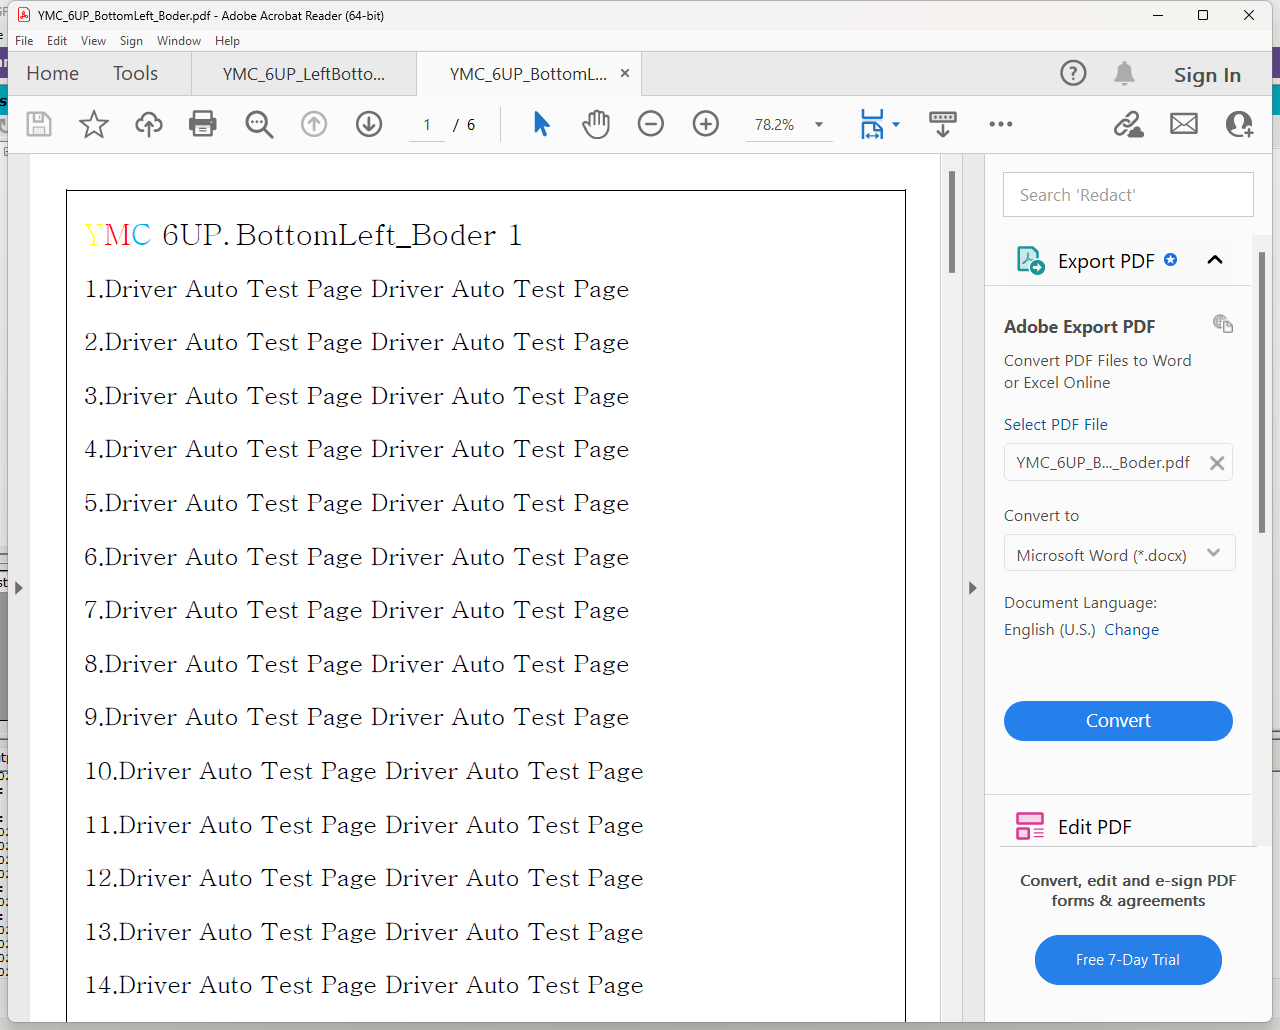 YMC_6UP_BottomLeft_Boder.pdf - Adobe Acrobat Reader (64-bit)
File Edit View Sign Window Help
Home Tools YMC_6UP_LeftBotto... YMC_6UP_BottomL... Sign In
1 / 6 78.2%
YMC 6UP. BottomLeft_Boder 1
1.Driver Auto Test Page Driver Auto Test Page
2.Driver Auto Test Page Driver Auto Test Page
3.Driver Auto Test Page Driver Auto Test Page
4.Driver Auto Test Page Driver Auto Test Page
5.Driver Auto Test Page Driver Auto Test Page
6.Driver Auto Test Page Driver Auto Test Page
7.Driver Auto Test Page Driver Auto Test Page
8.Driver Auto Test Page Driver Auto Test Page
9.Driver Auto Test Page Driver Auto Test Page
10.Driver Auto Test Page Driver Auto Test Page
11.Driver Auto Test Page Driver Auto Test Page
12.Driver Auto Test Page Driver Auto Test Page
13.Driver Auto Test Page Driver Auto Test Page
14.Driver Auto Test Page Driver Auto Test Page
Search 'Redact'
Export PDF
Adobe Export PDF
Convert PDF Files to Word
or Excel Online
Select PDF File
YMC_6UP_B..._Boder.pdf
Convert to
Microsoft Word (*.docx)
Document Language:
English (U.S.) Change
Convert
Edit PDF
Convert, edit and e-sign PDF
forms & agreements
Free 7-Day Trial